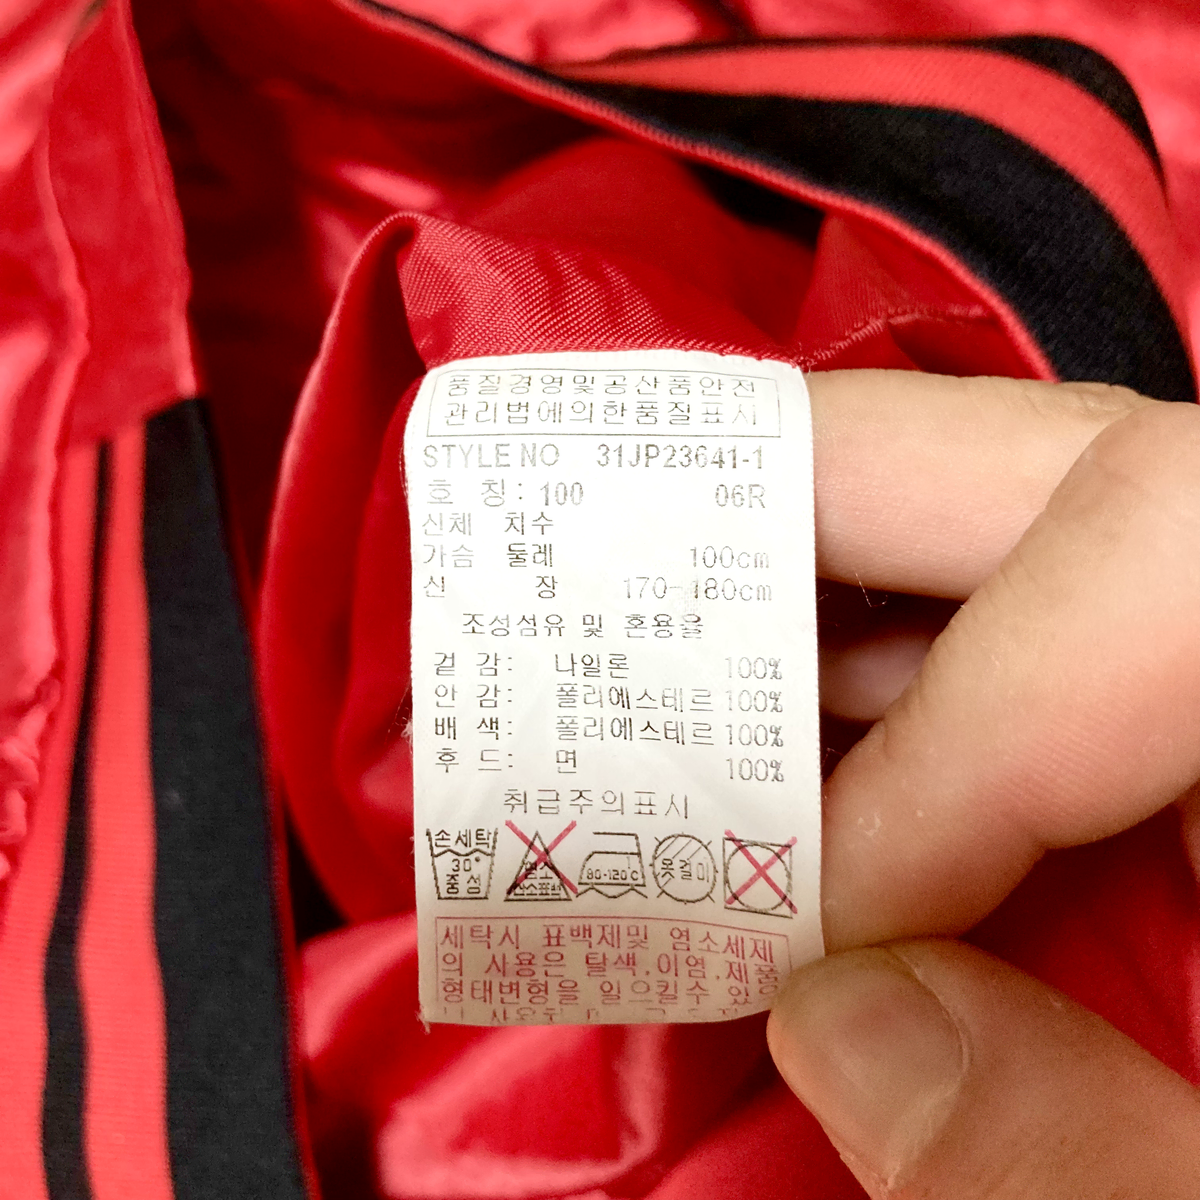 품질경영및공산품안전
관리법에의한품질표시
STYLE NO 31JP23641-1
호 칭: 100 06R
신체 치수
가슴 둘레 100cm
신 장 170-180cm
조성섬유 및 혼용율
겉 감: 나일론 100%
안 감: 폴리에스테르 100%
배 색: 폴리에스테르 100%
후 드: 면 100%
취급주의표시
손세탁
30°
중성
염소
산소표백
80-120°C
옷걸이
세탁시 표백제및 염소세제
의 사용은 탈색.이염.제품
형태변형을 일으킬수 있